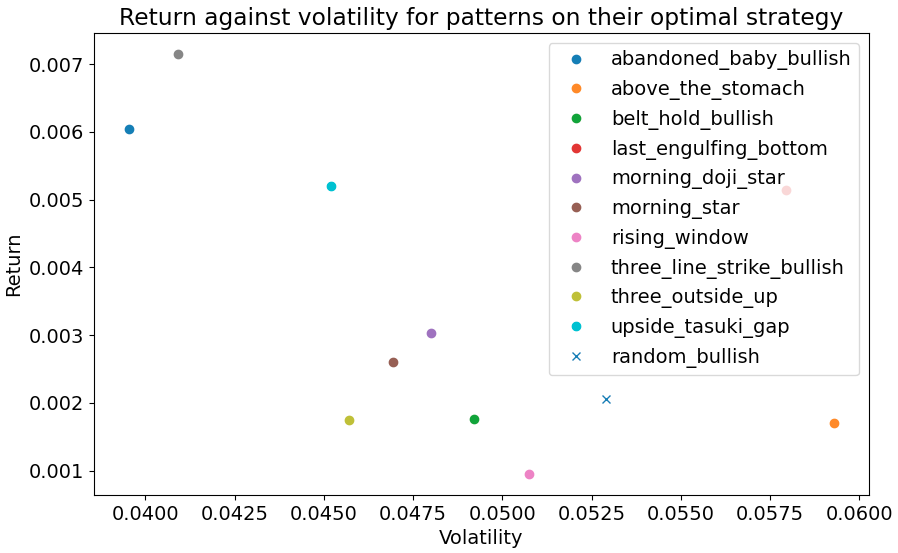 Return against volatility for patterns on their optimal strategy
abandoned_baby_bullish
above_the_stomach
belt_hold_bullish
last_engulfing_bottom
morning_doji_star
morning_star
rising_window
three_line_strike_bullish
three_outside_up
upside_tasuki_gap
random_bullish
0.007
0.006
0.005
0.004
0.003
0.002
0.001
Return
0.0400 0.0425 0.0450 0.0475 0.0500 0.0525 0.0550 0.0575 0.0600
Volatility